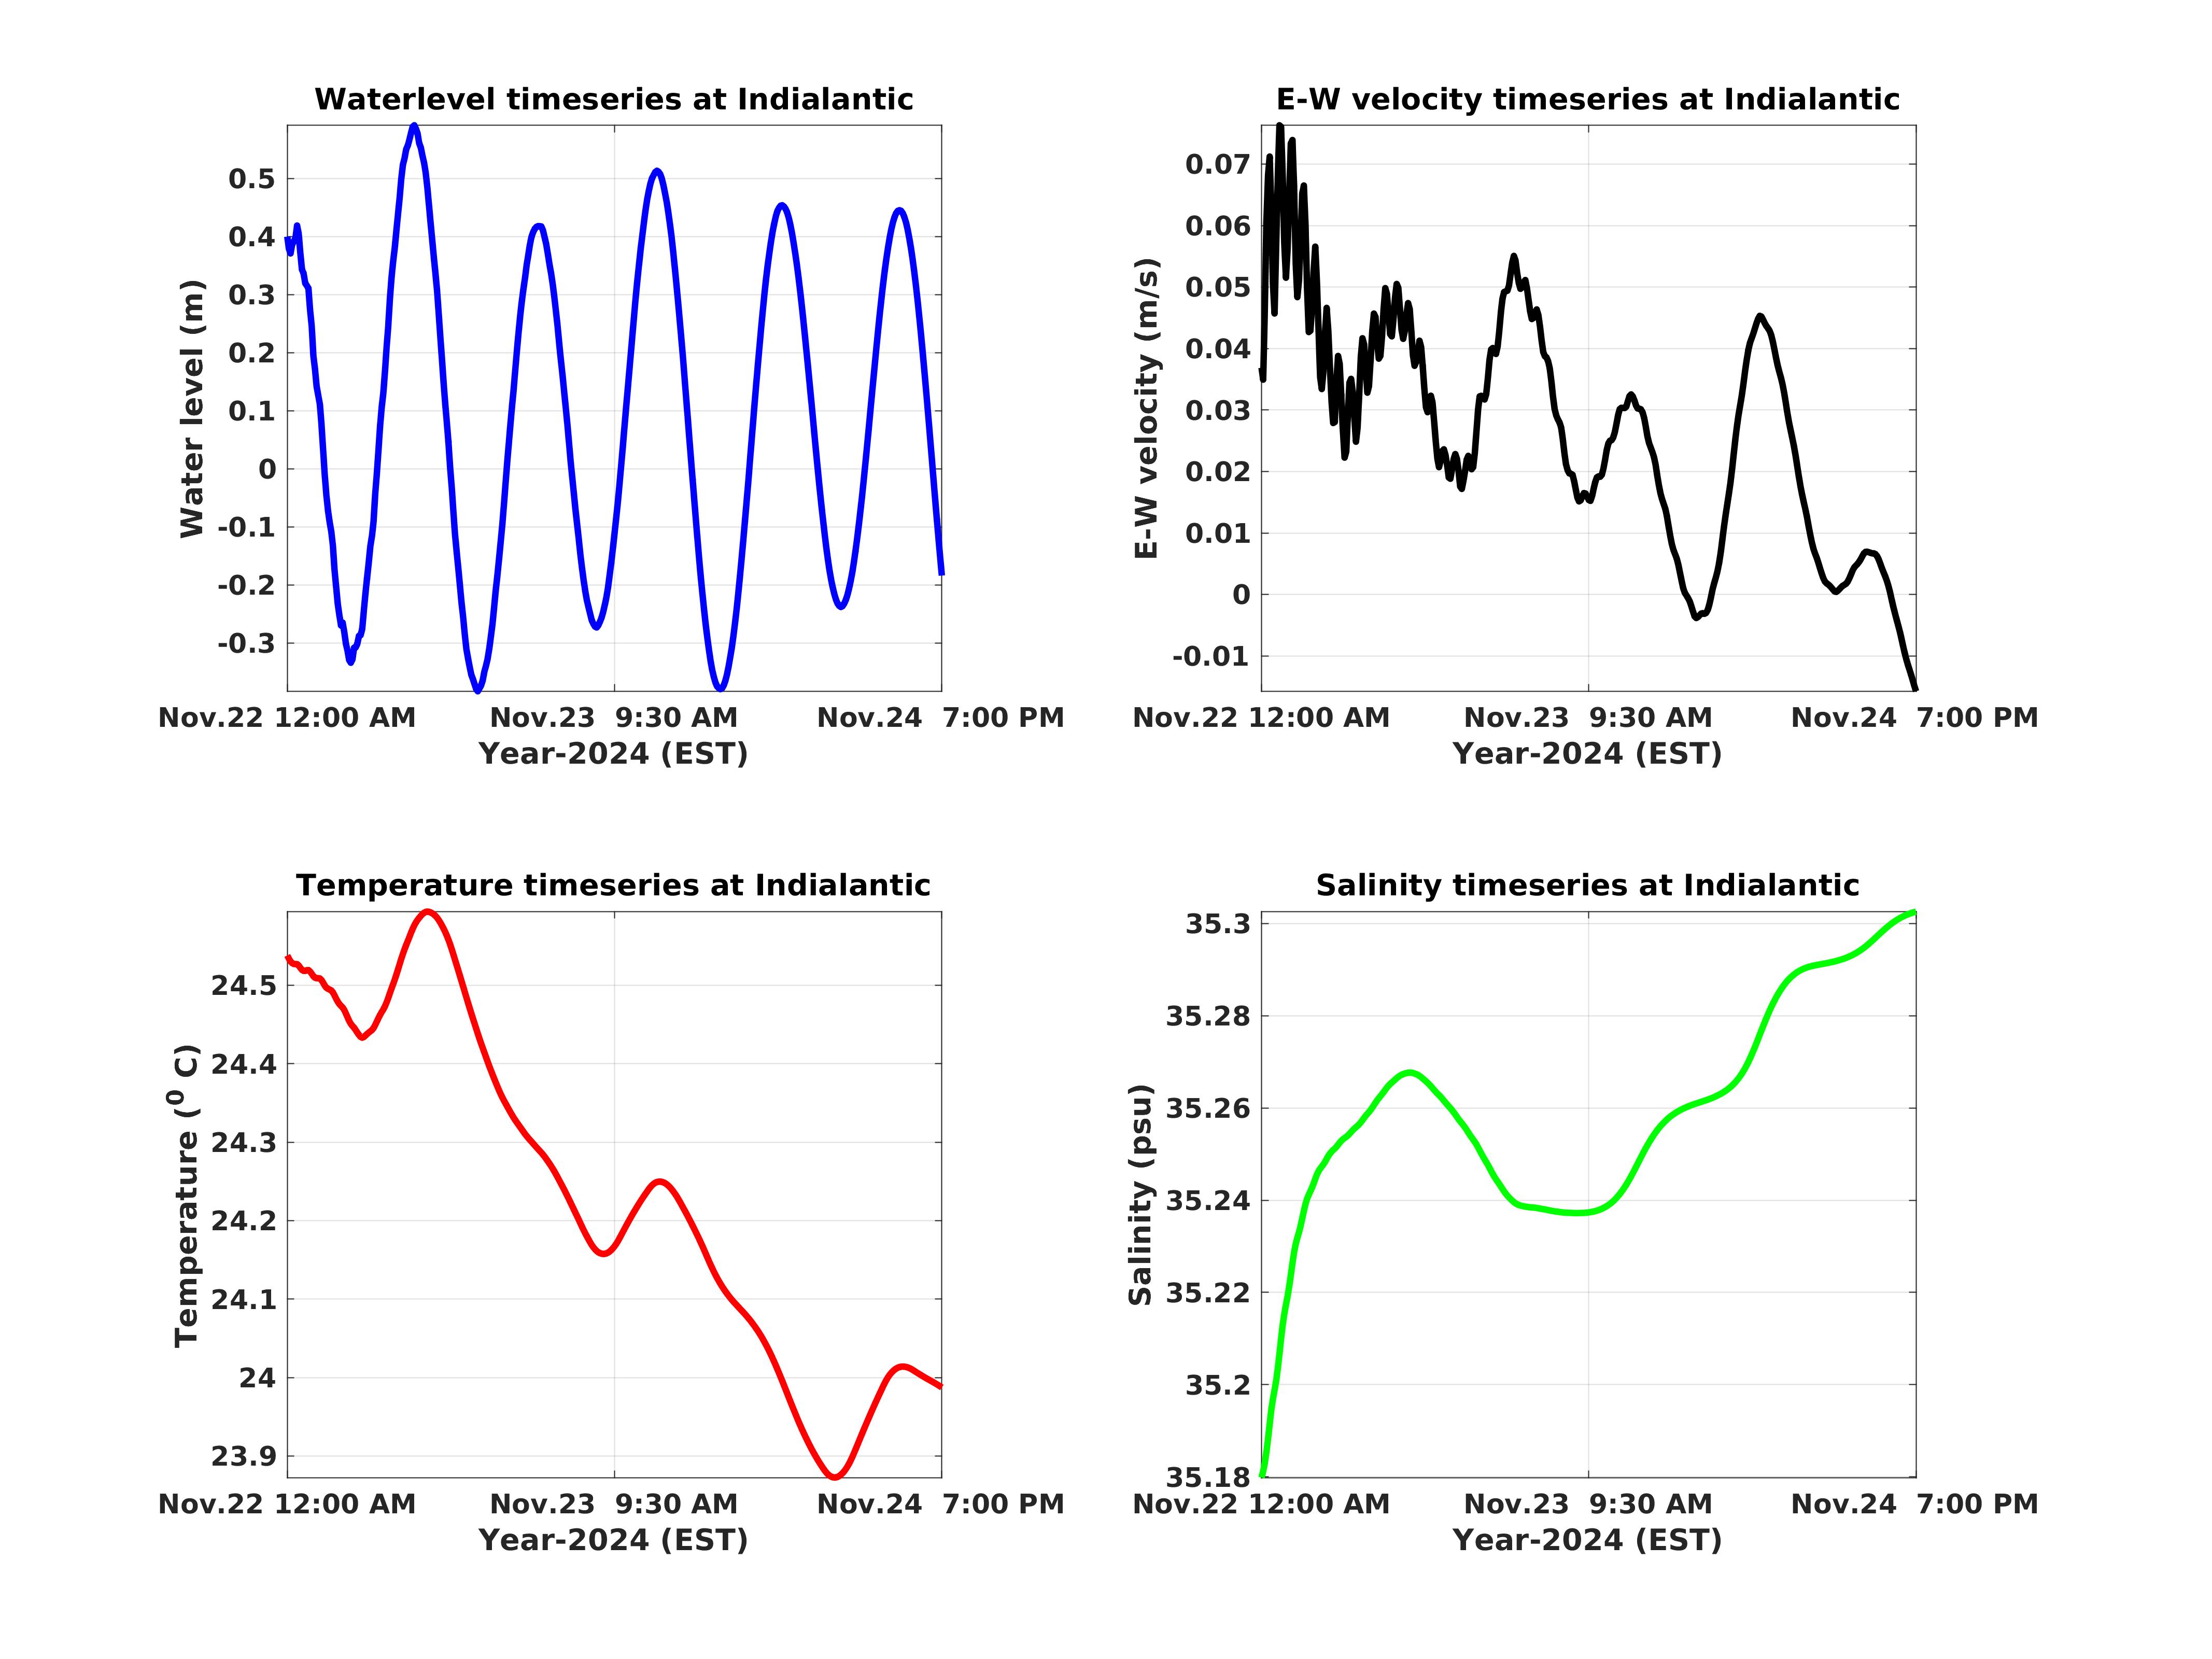 Waterlevel timeseries at Indialantic
0.5
0.4
0.3
0.2
0.1
0
-0.1
-0.2
-0.3
Water level (m)
Nov.22 12:00 AM
Nov.23 9:30 AM
Nov.24 7:00 PM
Year-2024 (EST)
E-W velocity timeseries at Indialantic
0.07
0.06
0.05
0.04
0.03
0.02
0.01
0
-0.01
E-W velocity (m/s)
Nov.22 12:00 AM
Nov.23 9:30 AM
Nov.24 7:00 PM
Year-2024 (EST)
Temperature timeseries at Indialantic
24.5
24.4
24.3
24.2
24.1
24
23.9
Temperature (⁰ C)
Nov.22 12:00 AM
Nov.23 9:30 AM
Nov.24 7:00 PM
Year-2024 (EST)
Salinity timeseries at Indialantic
35.3
35.28
35.26
35.24
35.22
35.2
35.18
Salinity (psu)
Nov.22 12:00 AM
Nov.23 9:30 AM
Nov.24 7:00 PM
Year-2024 (EST)